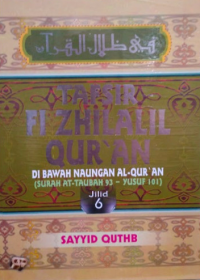 في ظلال القرآن
TAFSIR
FI ZHILALIL
QUR`AN
DI BAWAH NAUNGAN AL-QUR`AN
(SURAH AT-TAUBAH 93 – YUSUF 101)
Jilid
6
SAYYID QUTHB